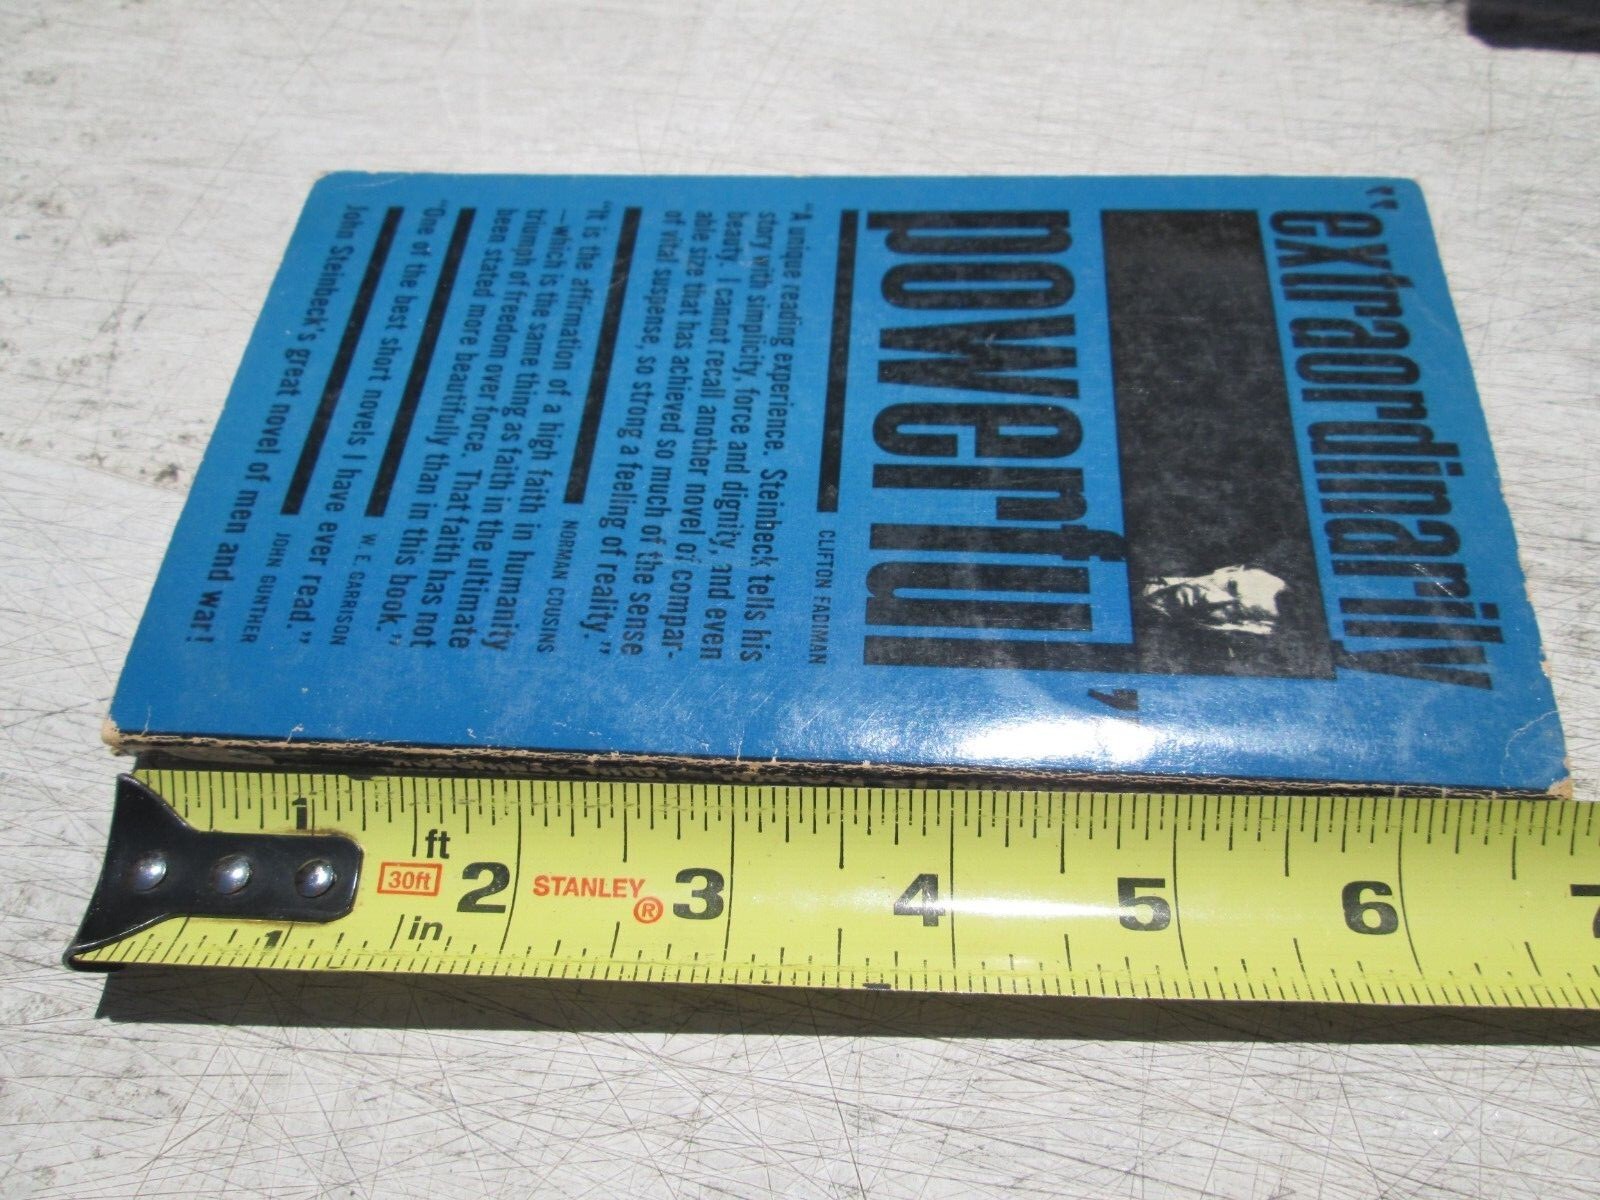 "extraordinarily
powerful"
"A unique reading experience. Steinbeck tells his
story with simplicity, force and dignity, and even
beauty. I cannot recall another novel of compar-
able size that has achieved so much of the sense
of vital suspense, so strong a feeling of reality."
CLIFTON FADIMAN
"It is the affirmation of a high faith in humanity
—which is the same thing as faith in the ultimate
triumph of freedom over force. That faith has not
been stated more beautifully than in this book."
NORMAN COUSINS
"One of the best short novels I have ever read."
W. E. GARRISON
John Steinbeck's great novel of men and war!
JOHN GUNTHER
1 ft
30ft 2 STANLEY® 3 4 5 6 7
1 in